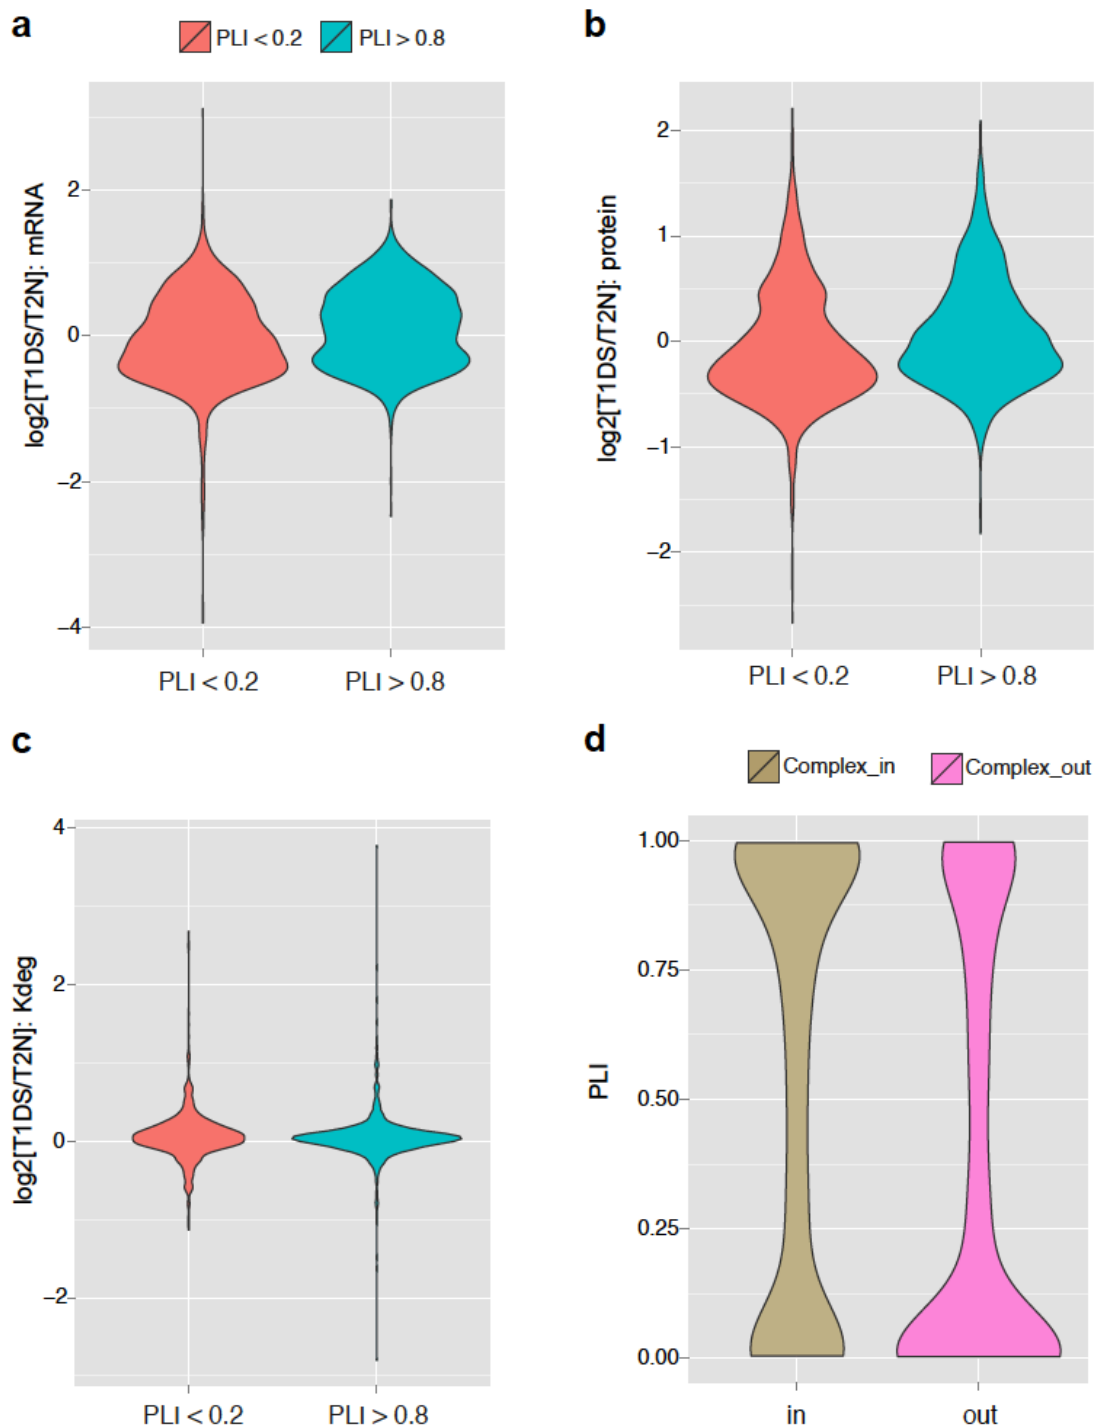 a
PLI < 0.2 PLI > 0.8
log2[T1DS/T2N]: mRNA
2
0
−2
−4
PLI < 0.2 PLI > 0.8
b
log2[T1DS/T2N]: protein
2
1
0
−1
−2
PLI < 0.2 PLI > 0.8
c
log2[T1DS/T2N]: Kdeg
4
2
0
−2
PLI < 0.2 PLI > 0.8
d
Complex_in Complex_out
PLI
1.00
0.75
0.50
0.25
0.00
in out